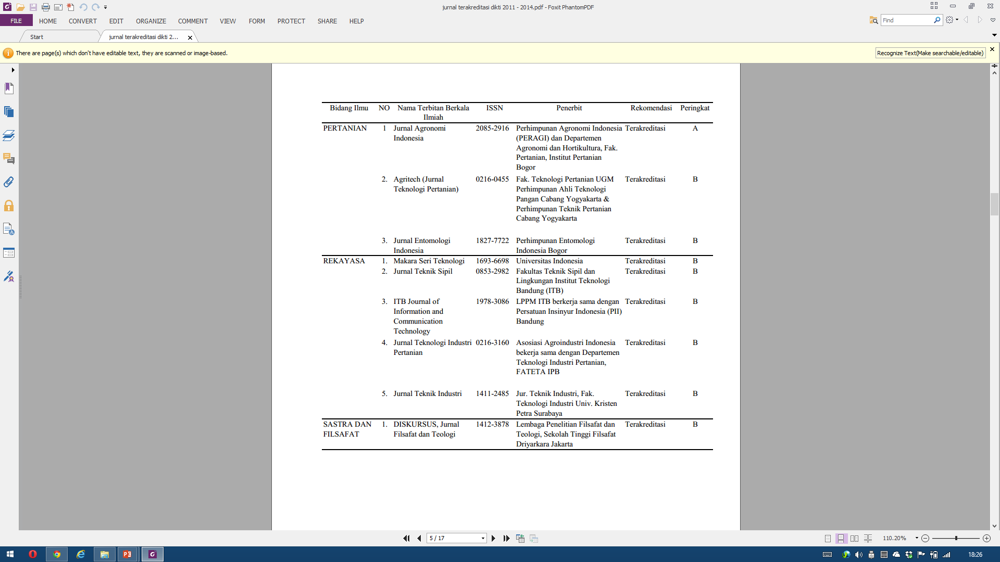 jurnal terakreditasi dikti 2011 - 2014.pdf - Foxit PhantomPDF
FILE HOME CONVERT EDIT ORGANIZE COMMENT VIEW FORM PROTECT SHARE HELP
Find
Start
jurnal terakreditasi dikti 2...
There are page(s) which don't have editable text, they are scanned or image-based.
Recognize Text(Make searchable/editable)
Bidang Ilmu NO Nama Terbitan Berkala ISSN Penerbit Rekomendasi Peringkat
Ilmiah
PERTANIAN 1 Jurnal Agronomi 2085-2916 Perhimpunan Agronomi Indonesia Terakreditasi A
Indonesia (PERAGI) dan Departemen
Agronomi dan Hortikultura, Fak.
Pertanian, Institut Pertanian
Bogor
2. Agritech (Jurnal 0216-0455 Fak. Teknologi Pertanian UGM Terakreditasi B
Teknologi Pertanian) Perhimpunan Ahli Teknologi
Pangan Cabang Yogyakarta &
Perhimpunan Teknik Pertanian
Cabang Yogyakarta
3. Jurnal Entomologi 1827-7722 Perhimpunan Entomologi Terakreditasi B
Indonesia Indonesia Bogor
REKAYASA 1. Makara Seri Teknologi 1693-6698 Universitas Indonesia Terakreditasi B
2. Jurnal Teknik Sipil 0853-2982 Fakultas Teknik Sipil dan Terakreditasi B
Lingkungan Institut Teknologi
Bandung (ITB)
3. ITB Journal of 1978-3086 LPPM ITB berkerja sama dengan Terakreditasi B
Information and Persatuan Insinyur Indonesia (PII)
Communication Bandung
Technology
4. Jurnal Teknologi Industri 0216-3160 Asosiasi Agroindustri Indonesia Terakreditasi B
Pertanian bekerja sama dengan Departemen
Teknologi Industri Pertanian,
FATETA IPB
5. Jurnal Teknik Industri 1411-2485 Jur. Teknik Industri, Fak. Terakreditasi B
Teknologi Industri Univ. Kristen
Petra Surabaya
SASTRA DAN 1. DISKURSUS, Jurnal 1412-3878 Lembaga Penelitian Filsafat dan Terakreditasi B
FILSAFAT Filsafat dan Teologi Teologi, Sekolah Tinggi Filsafat
Driyarkara Jakarta
5 / 17
110.20%
18:26